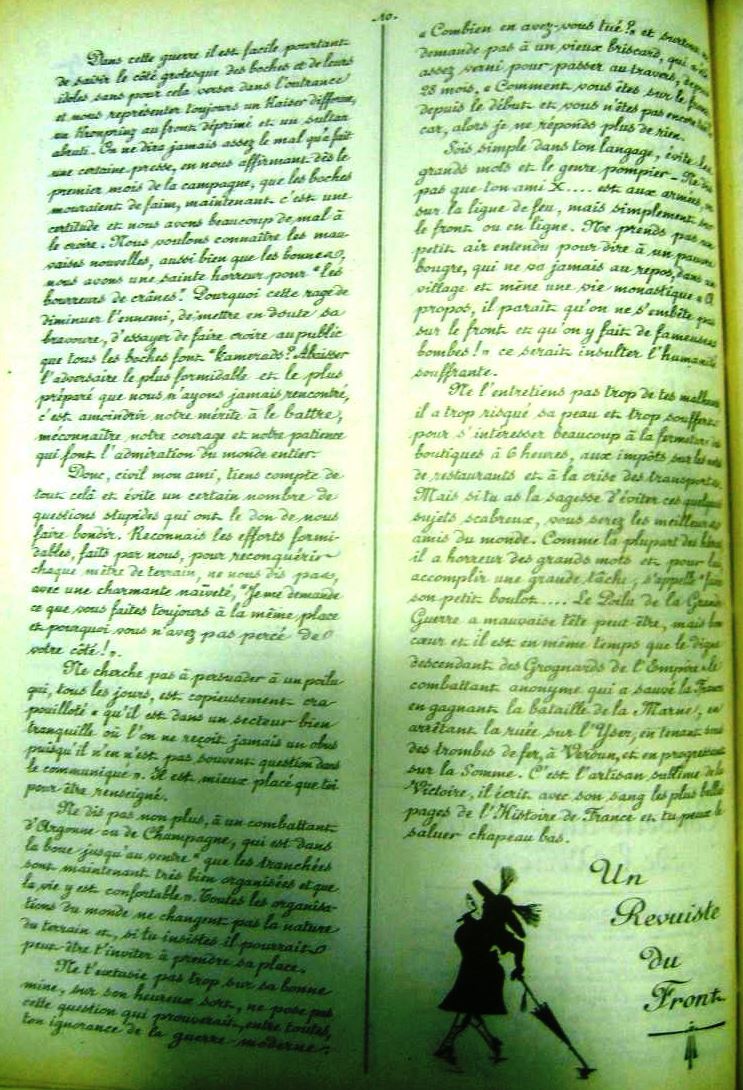 10.
Dans cette guerre il est facile pourtant
de saisir le côté grotesque des boches et de leurs
idoles sans pour cela verser dans l'outrance
et nous représenter toujours un Kaiser difforme,
un Kronprinz au front déprimé et un sultan
abruti. On ne dira jamais assez le mal qu'a fait
une certaine presse, en nous affirmant dès le
premier mois de la campagne, que les boches
mouraient de faim, maintenant c'est une
certitude et nous avons beaucoup de mal à
le croire. Nous voulons connaître les mau-
vaises nouvelles, aussi bien que les bonnes,
nous avons une sainte horreur pour "les
bourreurs de crânes". Pourquoi cette rage de
diminuer l'ennemi, de mettre en doute sa
bravoure, d'essayer de faire croire au public
que tous les boches font "Kamerads? Abaisser
l'adversaire le plus formidable et le plus
préparé que nous n'ayons jamais rencontré,
c'est amoindrir notre mérite à le battre,
méconnaître notre courage et notre patience
qui font l'admiration du monde entier.
Donc, civil mon ami, tiens compte de
tout celà et évite un certain nombre de
questions stupides qui ont le don de nous
faire bondir. Reconnais les efforts formi-
dables, faits par nous, pour reconquérir
chaque mètre de terrain, ne nous dis pas,
avec une charmante naïveté, "Je me demande
ce que vous faites toujours à la même place
et pourquoi vous n'avez pas percé de
votre côté!".
Ne cherche pas à persuader à un poilu
qui, tous les jours, est copieusement cra-
pouilloté "qu'il est dans un secteur bien
tranquille où l'on ne reçoit jamais un obus
puisqu'il n'en n'est pas souvent question dans
le communiqué". Il est mieux placé que toi
pour être renseigné.
Ne dis pas non plus, à un combattant
d'Argonne ou de Champagne, qui est dans
la boue jusqu'au ventre "que les tranchées
sont maintenant très bien organisées et que
la vie y est confortable". Toutes les organisa-
tions du monde ne changent pas la nature
du terrain et, si tu insistes il pourrait
peut-être t'inviter à prendre sa place.
Ne t'extasie pas trop sur sa bonne
mine, sur son heureux sort, ne pose pas
cette question qui prouverait, entre toutes,
ton ignorance de la guerre moderne:
"Combien en avez-vous tué?" et surtout
demande pas à un vieux briscard, qui a été
assez verni pour passer au travers, depuis
28 mois, "Comment vous êtes sur le front
depuis le début et vous n'êtes pas encore
car, alors je ne réponds plus de rien.
Sois simple dans ton langage, évite les
grands mots et le genre pompier - Ne dis
pas que ton ami X.... est aux armées,
sur la ligne de feu, mais simplement sur
le front ou en ligne. Ne prends pas un
petit air entendu pour dire à un pauvre
bougre, qui ne va jamais au repos, dans un
village et mène une vie monastique "A
propos, il paraît qu'on ne s'embête pas
sur le front et qu'on y fait de fameuses
bombes!" ce serait insulter l'humanité
souffrante.
Ne l'entretiens pas trop de tes malheurs
il a trop risqué sa peau et trop souffert
pour s'intéresser beaucoup à la fermeture des
boutiques à 6 heures, aux impôts sur les notes
de restaurants et à la crise des transports.
Mais si tu as la sagesse d'éviter ces quelques
sujets scabreux, vous serez les meilleurs
amis du monde. Comme la plupart des héros
il a horreur des grands mots et pour lui
accomplir une grande tâche, s'appelle "faire
son petit boulot.... Le Poilu de la Grande
Guerre a mauvaise tête peut être, mais bon
cœur et il est en même temps que le digne
descendant des Grognards de l'Empire, le
combattant anonyme qui a sauvé la France
en gagnant la bataille de la Marne, en
arrêtant la ruée sur l'Yser, en tenant sous
des trombes de fer, à Verdun, et en progressant
sur la Somme. C'est l'artisan sublime de la
Victoire, il écrit avec son sang les plus belles
pages de l'Histoire de France et tu peux le
saluer chapeau bas.
Un
Revuiste
du
Front